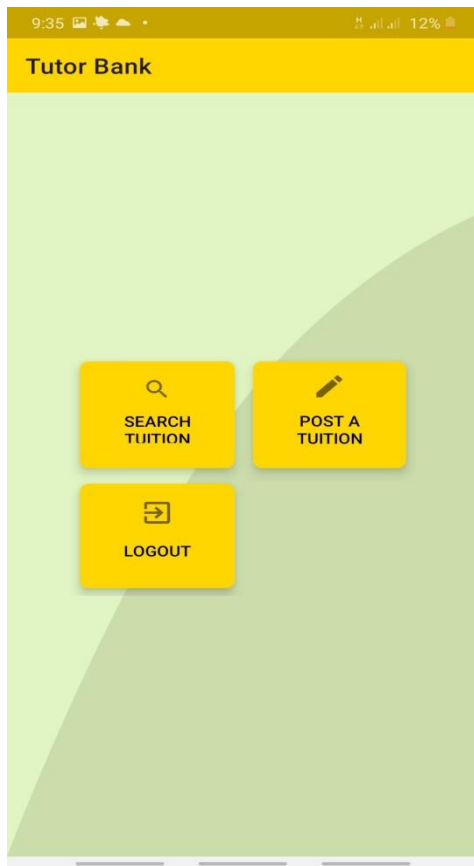 9:35 12%
Tutor Bank
SEARCH
TUITION
POST A
TUITION
LOGOUT